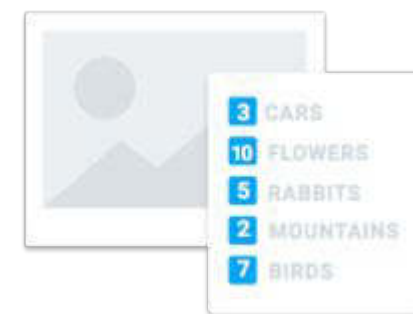 3 CARS
10 FLOWERS
5 RABBITS
2 MOUNTAINS
7 BIRDS